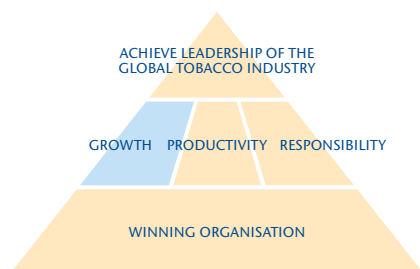 ACHIEVE LEADERSHIP OF THE
GLOBAL TOBACCO INDUSTRY
GROWTH PRODUCTIVITY RESPONSIBILITY
WINNING ORGANISATION